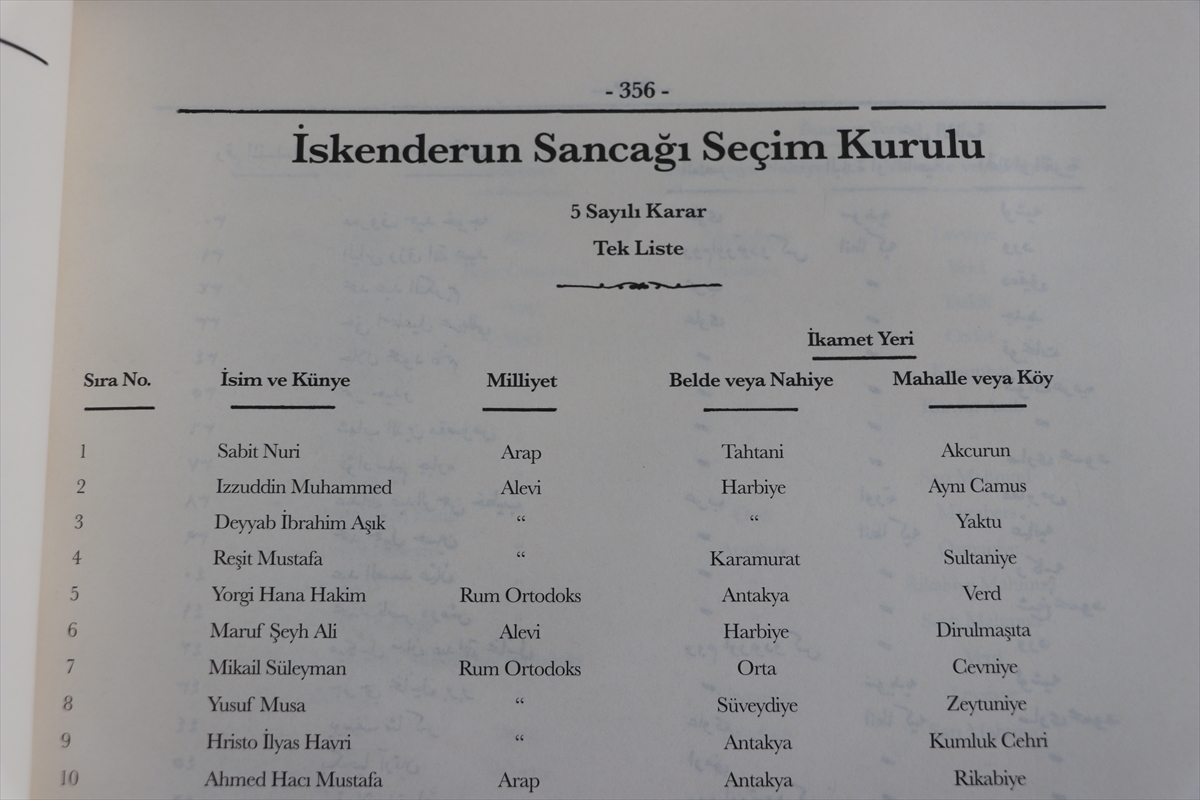 - 356 -
İskenderun Sancağı Seçim Kurulu
5 Sayılı Karar
Tek Liste
İkamet Yeri
Sıra No. İsim ve Künye Milliyet Belde veya Nahiye Mahalle veya Köy
1 Sabit Nuri Arap Tahtani Akcurun
2 Izzuddin Muhammed Alevi Harbiye Aynı Camus
3 Deyyab İbrahim Aşık “ “ Yaktu
4 Reşit Mustafa “ Karamurat Sultaniye
5 Yorgi Hana Hakim Rum Ortodoks Antakya Verd
6 Maruf Şeyh Ali Alevi Harbiye Dirulmaşıta
7 Mikail Süleyman Rum Ortodoks Orta Cevniye
8 Yusuf Musa “ Süveydiye Zeytuniye
9 Hristo İlyas Havri “ Antakya Kumluk Cehri
10 Ahmed Hacı Mustafa Arap Antakya Rikabiye